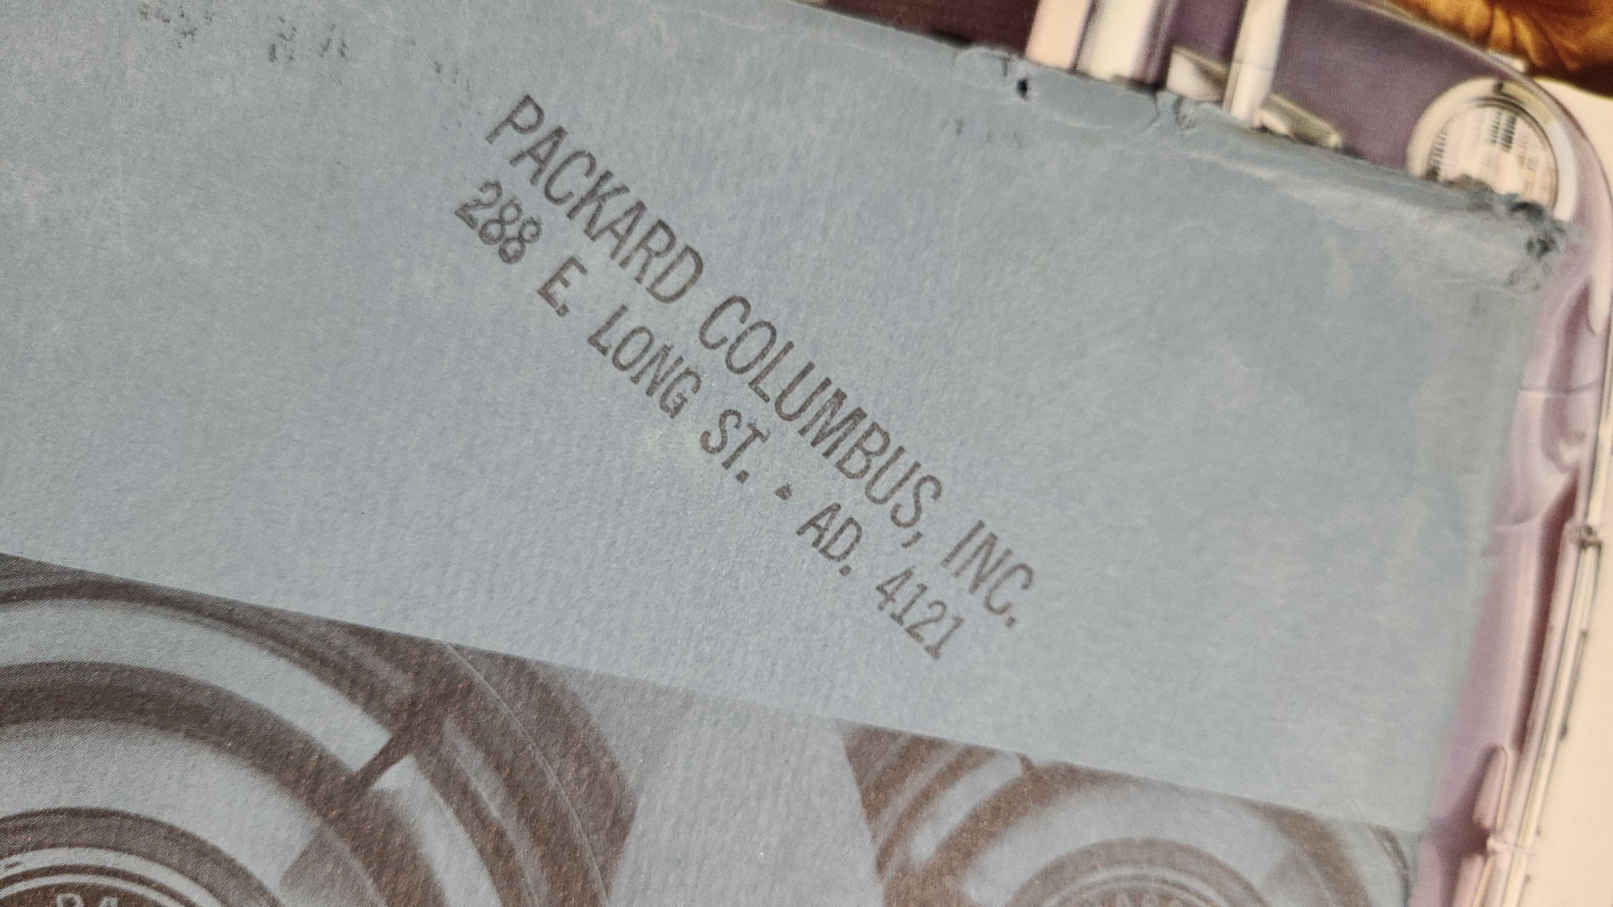 PACKARD COLUMBUS, INC.
288 E. LONG ST. • AD. 4121